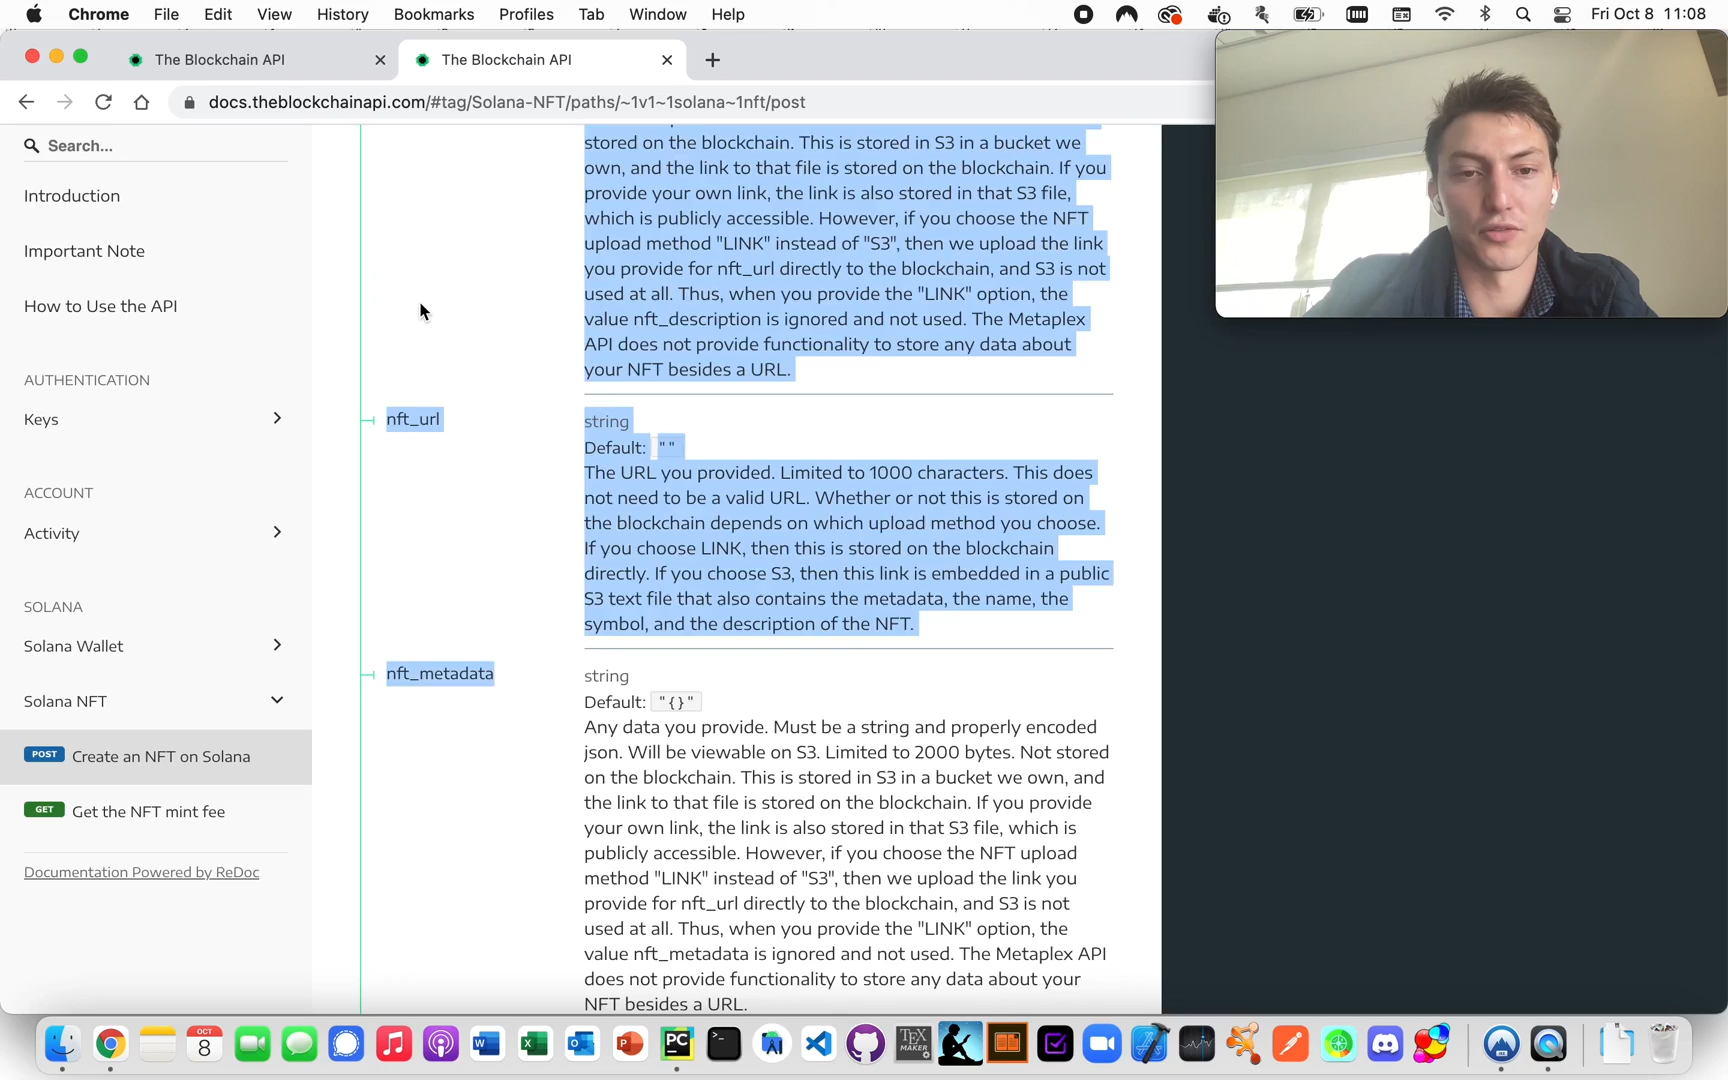 Chrome File Edit View History Bookmarks Profiles Tab Window Help Fri Oct 8 11:08
The Blockchain API
The Blockchain API
docs.theblockchainapi.com/#tag/Solana-NFT/paths/~1v1~1solana~1nft/post
Search...
Introduction
Important Note
How to Use the API
AUTHENTICATION
Keys
ACCOUNT
Activity
SOLANA
Solana Wallet
Solana NFT
POST Create an NFT on Solana
GET Get the NFT mint fee
Documentation Powered by ReDoc
stored on the blockchain. This is stored in S3 in a bucket we
own, and the link to that file is stored on the blockchain. If you
provide your own link, the link is also stored in that S3 file,
which is publicly accessible. However, if you choose the NFT
upload method "LINK" instead of "S3", then we upload the link
you provide for nft_url directly to the blockchain, and S3 is not
used at all. Thus, when you provide the "LINK" option, the
value nft_description is ignored and not used. The Metaplex
API does not provide functionality to store any data about
your NFT besides a URL.
nft_url
string
Default: ""
The URL you provided. Limited to 1000 characters. This does
not need to be a valid URL. Whether or not this is stored on
the blockchain depends on which upload method you choose.
If you choose LINK, then this is stored on the blockchain
directly. If you choose S3, then this link is embedded in a public
S3 text file that also contains the metadata, the name, the
symbol, and the description of the NFT.
nft_metadata
string
Default: "{}"
Any data you provide. Must be a string and properly encoded
json. Will be viewable on S3. Limited to 2000 bytes. Not stored
on the blockchain. This is stored in S3 in a bucket we own, and
the link to that file is stored on the blockchain. If you provide
your own link, the link is also stored in that S3 file, which is
publicly accessible. However, if you choose the NFT upload
method "LINK" instead of "S3", then we upload the link you
provide for nft_url directly to the blockchain, and S3 is not
used at all. Thus, when you provide the "LINK" option, the
value nft_metadata is ignored and not used. The Metaplex API
does not provide functionality to store any data about your
NFT besides a URL.
OCT
8
PC
TEX
MAKER